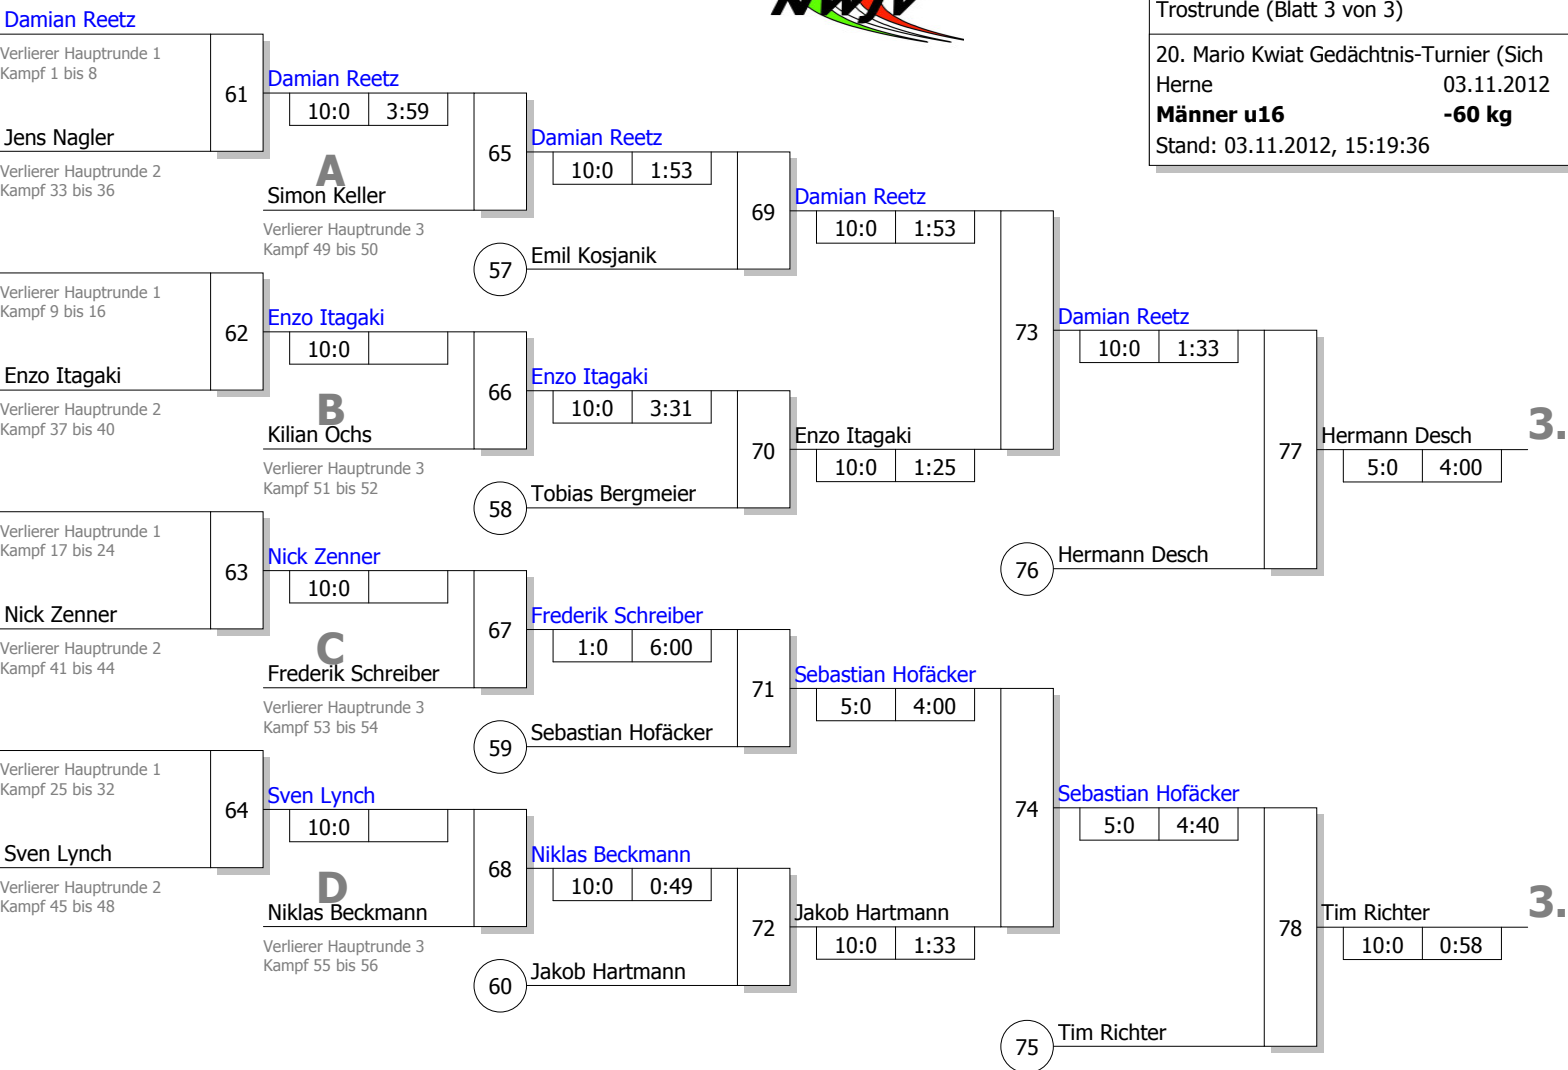 NWJV
Trostrunde (Blatt 3 von 3)
20. Mario Kwiat Gedächtnis-Turnier (Sich
Herne 03.11.2012
Männer u16 -60 kg
Stand: 03.11.2012, 15:19:36
Damian Reetz
Verlierer Hauptrunde 1
Kampf 1 bis 8
61
Jens Nagler
Verlierer Hauptrunde 2
Kampf 33 bis 36
Damian Reetz
10:0 3:59
A
65
Simon Keller
Verlierer Hauptrunde 3
Kampf 49 bis 50
Damian Reetz
10:0 1:53
69
57
Emil Kosjanik
Damian Reetz
10:0 1:53
Verlierer Hauptrunde 1
Kampf 9 bis 16
62
Enzo Itagaki
Verlierer Hauptrunde 2
Kampf 37 bis 40
Enzo Itagaki
10:0
B
66
Kilian Ochs
Verlierer Hauptrunde 3
Kampf 51 bis 52
Enzo Itagaki
10:0 3:31
70
58
Tobias Bergmeier
Enzo Itagaki
10:0 1:25
73
Damian Reetz
10:0 1:33
77
76
Hermann Desch
Hermann Desch
5:0 4:00
3.
Verlierer Hauptrunde 1
Kampf 17 bis 24
63
Nick Zenner
Verlierer Hauptrunde 2
Kampf 41 bis 44
Nick Zenner
10:0
C
67
Frederik Schreiber
Verlierer Hauptrunde 3
Kampf 53 bis 54
Frederik Schreiber
1:0 6:00
71
59
Sebastian Hofäcker
Sebastian Hofäcker
5:0 4:00
Verlierer Hauptrunde 1
Kampf 25 bis 32
64
Sven Lynch
Verlierer Hauptrunde 2
Kampf 45 bis 48
Sven Lynch
10:0
D
68
Niklas Beckmann
Verlierer Hauptrunde 3
Kampf 55 bis 56
Niklas Beckmann
10:0 0:49
72
60
Jakob Hartmann
Jakob Hartmann
10:0 1:33
74
Sebastian Hofäcker
5:0 4:40
78
75
Tim Richter
Tim Richter
10:0 0:58
3.